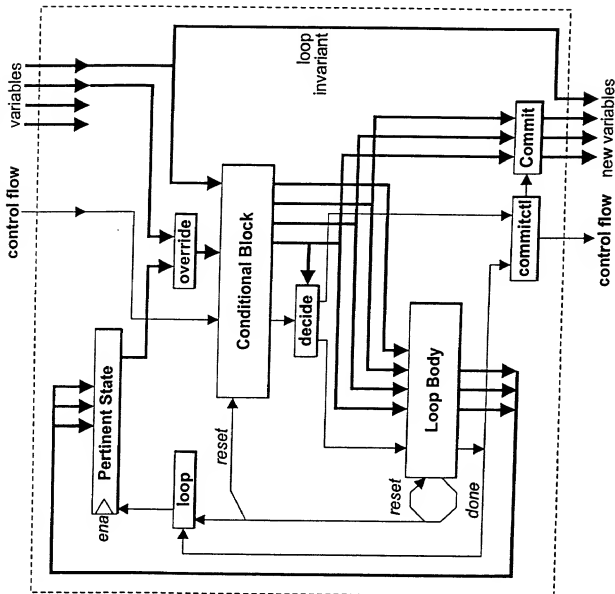 variables
control flow
loop
invariant
override
Pertinent State
ena
Conditional Block
reset
loop
decide
Loop Body
reset
done
Commit
commitctl
new variables
control flow